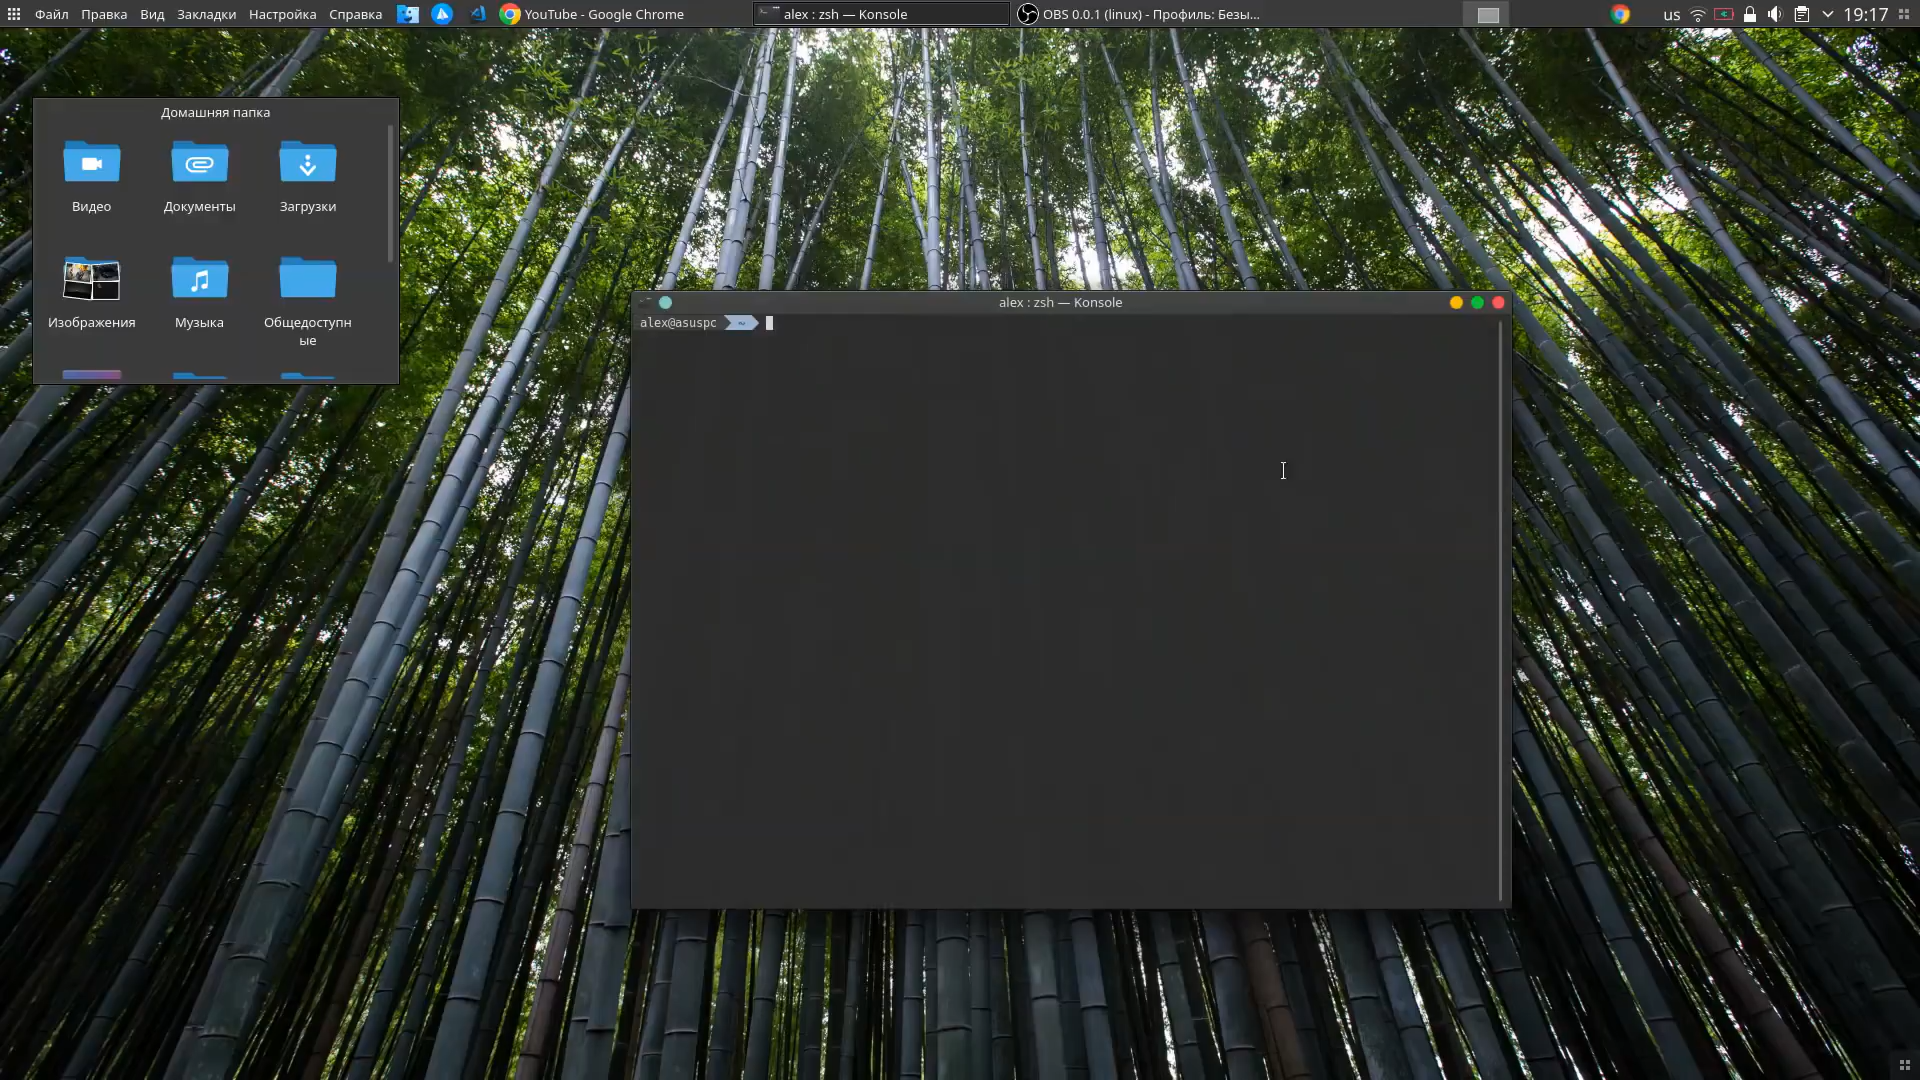 Файл Правка Вид Закладки Настройка Справка YouTube - Google Chrome alex : zsh — Konsole OBS 0.0.1 (linux) - Профиль: Безы... us 19:17
Домашняя папка
Видео Документы Загрузки
Изображения Музыка Общедоступн
ые
alex : zsh — Konsole
alex@asuspc ~